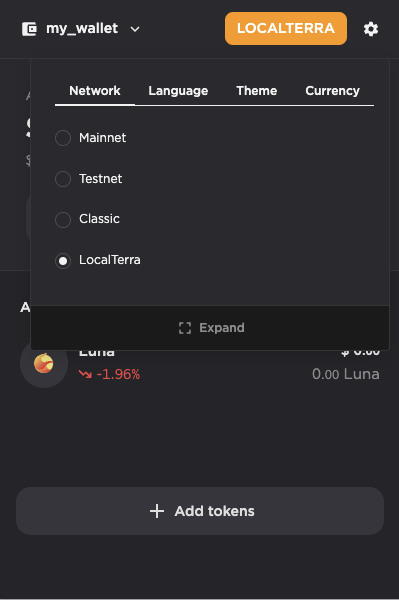 my_wallet
LOCALTERRA
Network Language Theme Currency
Mainnet
Testnet
Classic
LocalTerra
Expand
Luna $ 0.00
-1.96% 0.00 Luna
Add tokens